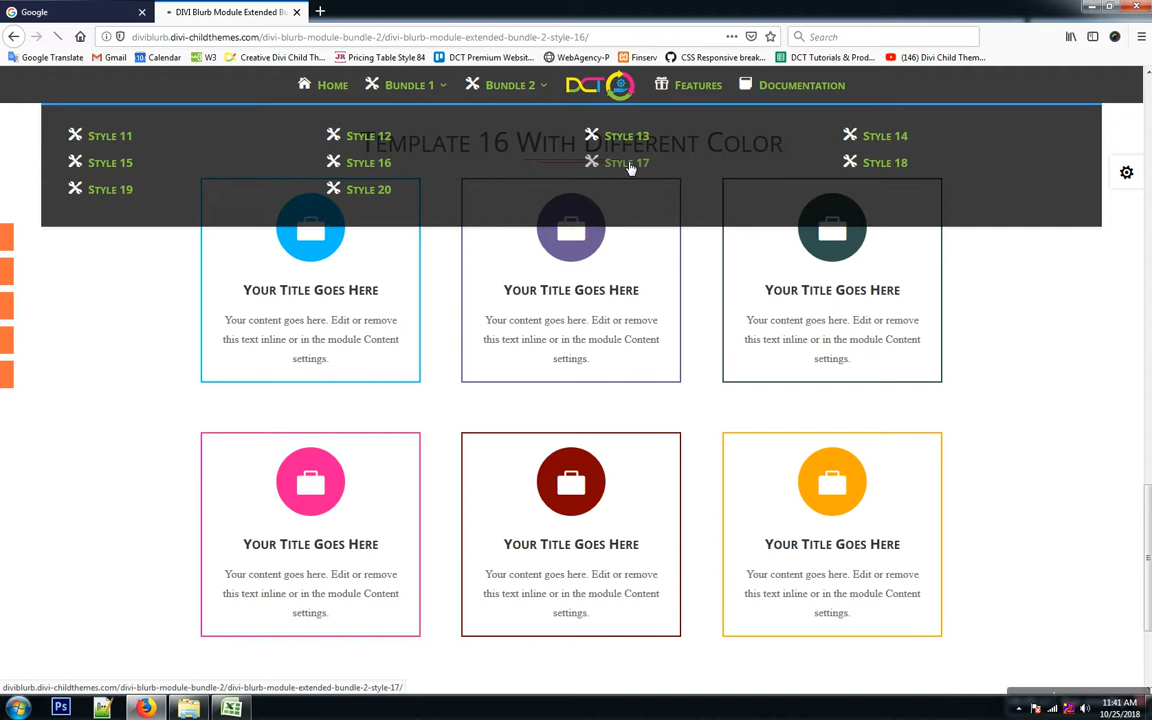 Google
DIVI Blurb Module Extended Bu
diviblurb.divi-childthemes.com/divi-blurb-module-bundle-2/divi-blurb-module-extended-bundle-2-style-16/
Search
Google Translate
Gmail
Calendar
W3
Creative Divi Child Th...
Pricing Table Style 84
DCT Premium Websit...
WebAgency-P
Finserv
CSS Responsive break...
DCT Tutorials & Prod...
(146) Divi Child Them...
Home
Bundle 1
Bundle 2
DCT
Features
Documentation
Template 16 With Different Color
Style 11
Style 12
Style 13
Style 14
Style 15
Style 16
Style 17
Style 18
Style 19
Style 20
Your Title Goes Here
Your content goes here. Edit or remove
this text inline or in the module Content
settings.
Your Title Goes Here
Your content goes here. Edit or remove
this text inline or in the module Content
settings.
Your Title Goes Here
Your content goes here. Edit or remove
this text inline or in the module Content
settings.
Your Title Goes Here
Your content goes here. Edit or remove
this text inline or in the module Content
settings.
Your Title Goes Here
Your content goes here. Edit or remove
this text inline or in the module Content
settings.
Your Title Goes Here
Your content goes here. Edit or remove
this text inline or in the module Content
settings.
diviblurb.divi-childthemes.com/divi-blurb-module-bundle-2/divi-blurb-module-extended-bundle-2-style-17/
Ps
11:41 AM
10/25/2018